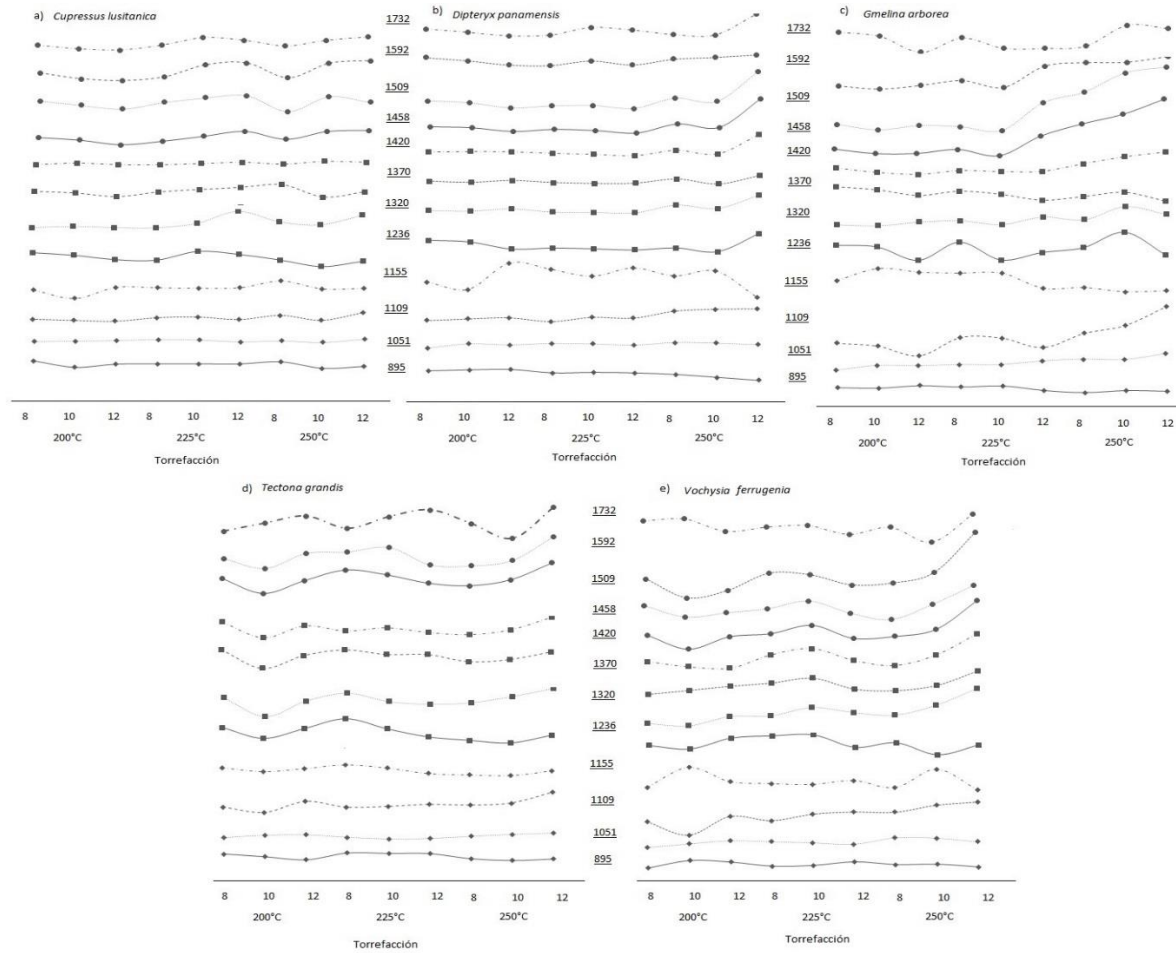 a) Cupressus lusitanica
b) Dipteryx panamensis
c) Gmelina arborea
1732
1592
1509
1458
1420
1370
1320
1236
1155
1109
1051
895
1732
1592
1509
1458
1420
1370
1320
1236
1155
1109
1051
895
8 10 12 8 10 12 8 10 12
200°C 225°C 250°C
Torrefacción
8 10 12 8 10 12 8 10 12
200°C 225°C 250°C
Torrefacción
8 10 12 8 10 12 8 10 12
200°C 225°C 250°C
Torrefacción
d) Tectona grandis
e) Vochysia ferrugenia
1732
1592
1509
1458
1420
1370
1320
1236
1155
1109
1051
895
8 10 12 8 10 12 8 10 12
200°C 225°C 250°C
Torrefacción
8 10 12 8 10 12 8 10 12
200°C 225°C 250°C
Torrefacción